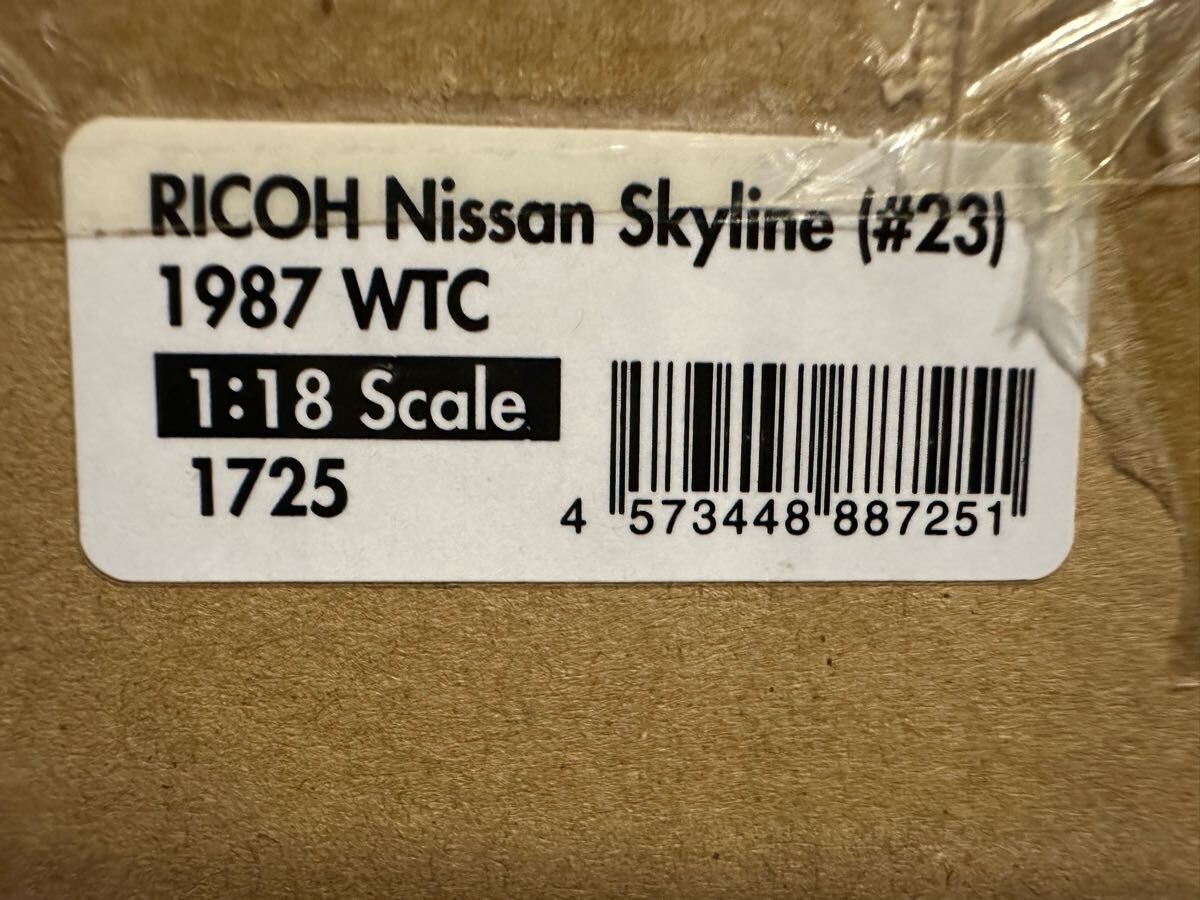 RICOH Nissan Skyline (#23)
1987 WTC
1:18 Scale
1725
4 573448 887251